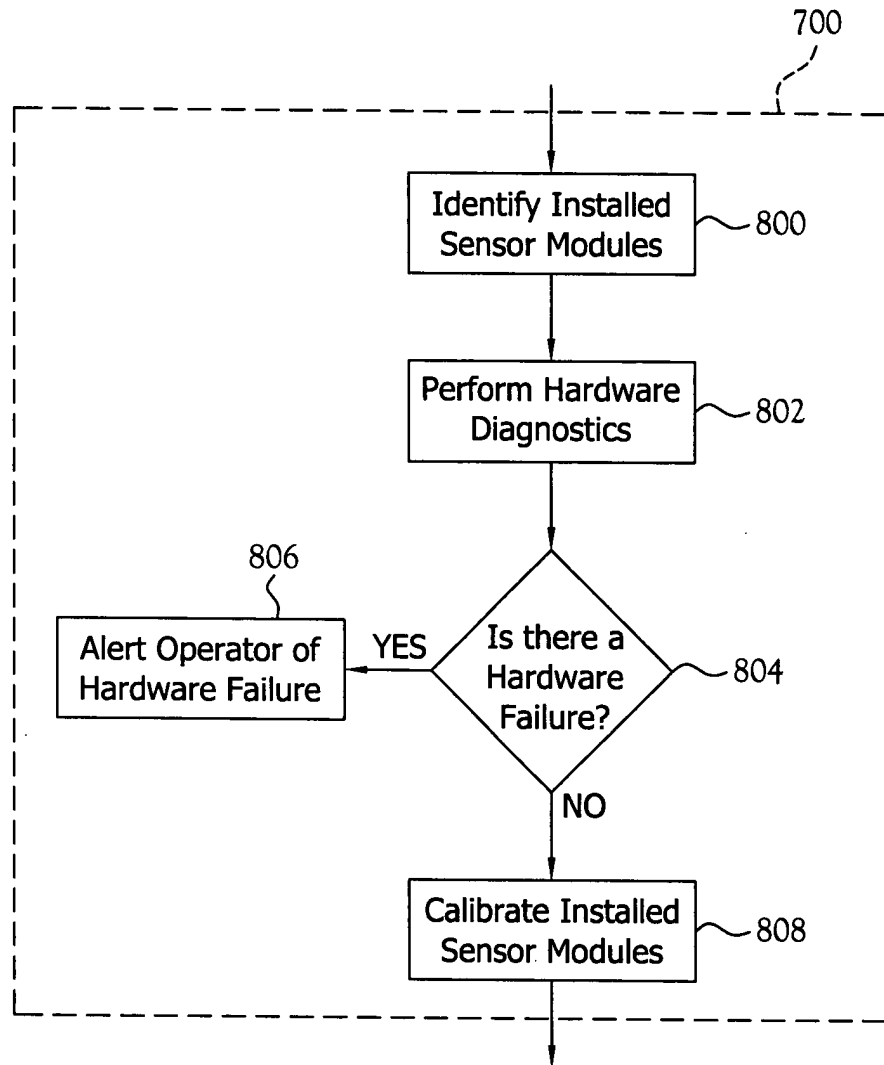 700
Identify Installed
Sensor Modules
800
Perform Hardware
Diagnostics
802
806
Alert Operator of
Hardware Failure
YES
Is there a
Hardware
Failure?
804
NO
Calibrate Installed
Sensor Modules
808